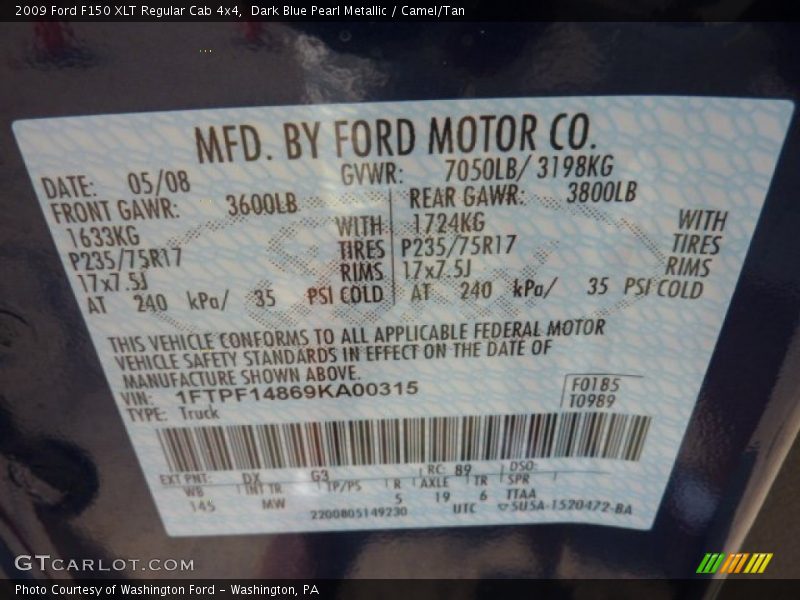 2009 Ford F150 XLT Regular Cab 4x4,  Dark Blue Pearl Metallic / Camel/Tan
MFD. BY FORD MOTOR CO.
DATE: 05/08 GVWR: 7050LB/ 3198KG
FRONT GAWR: 3600LB REAR GAWR: 3800LB
1633KG WITH 1724KG WITH
P235/75R17 TIRES P235/75R17 TIRES
17x7.5J RIMS 17x7.5J RIMS
AT 240 kPa/ 35 PSI COLD AT 240 kPa/ 35 PSI COLD
THIS VEHICLE CONFORMS TO ALL APPLICABLE FEDERAL MOTOR
VEHICLE SAFETY STANDARDS IN EFFECT ON THE DATE OF
MANUFACTURE SHOWN ABOVE.
VIN: 1FTPF14869KA00315 F0185
TYPE: Truck T0989
EXT PNT: DX G3 RC: 89 DSO:
WB INT TR TP/PS R AXLE TR SPR
145 MW 5 19 6 TTAA
2200805149230 UTC 5U5A-1520472-BA
GTCARLOT.COM
Photo Courtesy of Washington Ford - Washington, PA